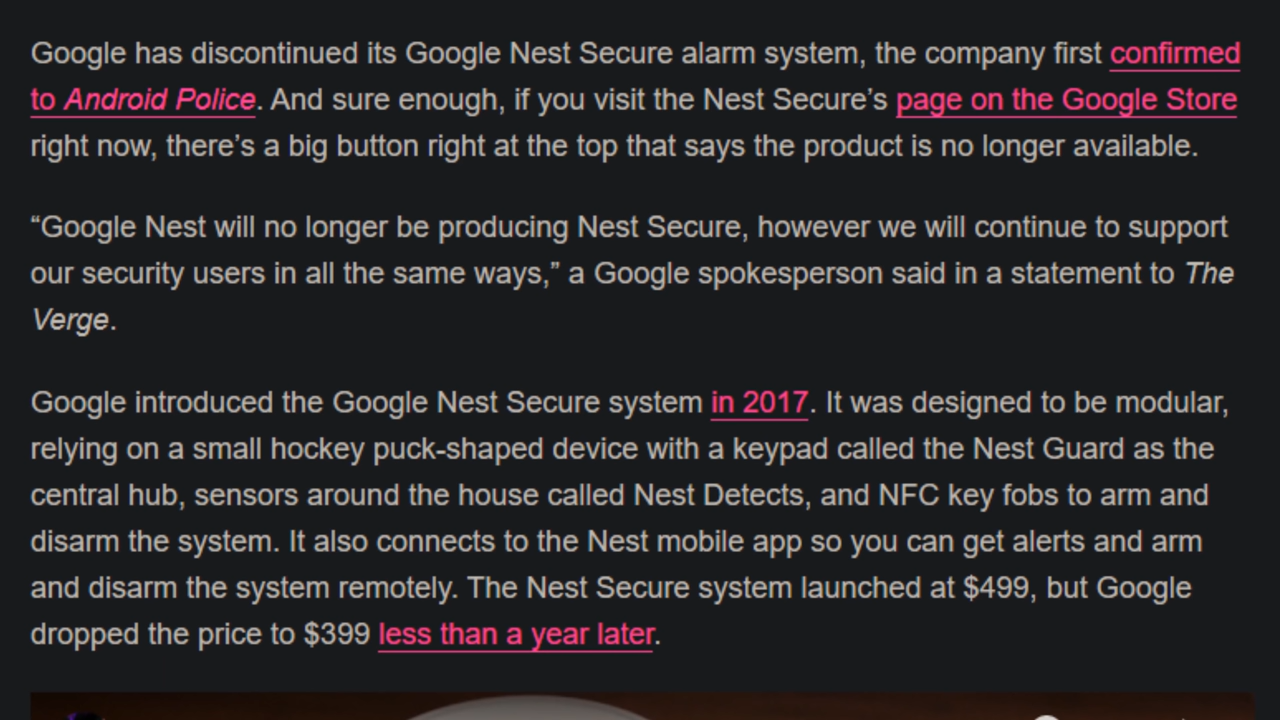 Google has discontinued its Google Nest Secure alarm system, the company first confirmed
to Android Police. And sure enough, if you visit the Nest Secure’s page on the Google Store
right now, there’s a big button right at the top that says the product is no longer available.
“Google Nest will no longer be producing Nest Secure, however we will continue to support
our security users in all the same ways,” a Google spokesperson said in a statement to The
Verge.
Google introduced the Google Nest Secure system in 2017. It was designed to be modular,
relying on a small hockey puck-shaped device with a keypad called the Nest Guard as the
central hub, sensors around the house called Nest Detects, and NFC key fobs to arm and
disarm the system. It also connects to the Nest mobile app so you can get alerts and arm
and disarm the system remotely. The Nest Secure system launched at $499, but Google
dropped the price to $399 less than a year later.